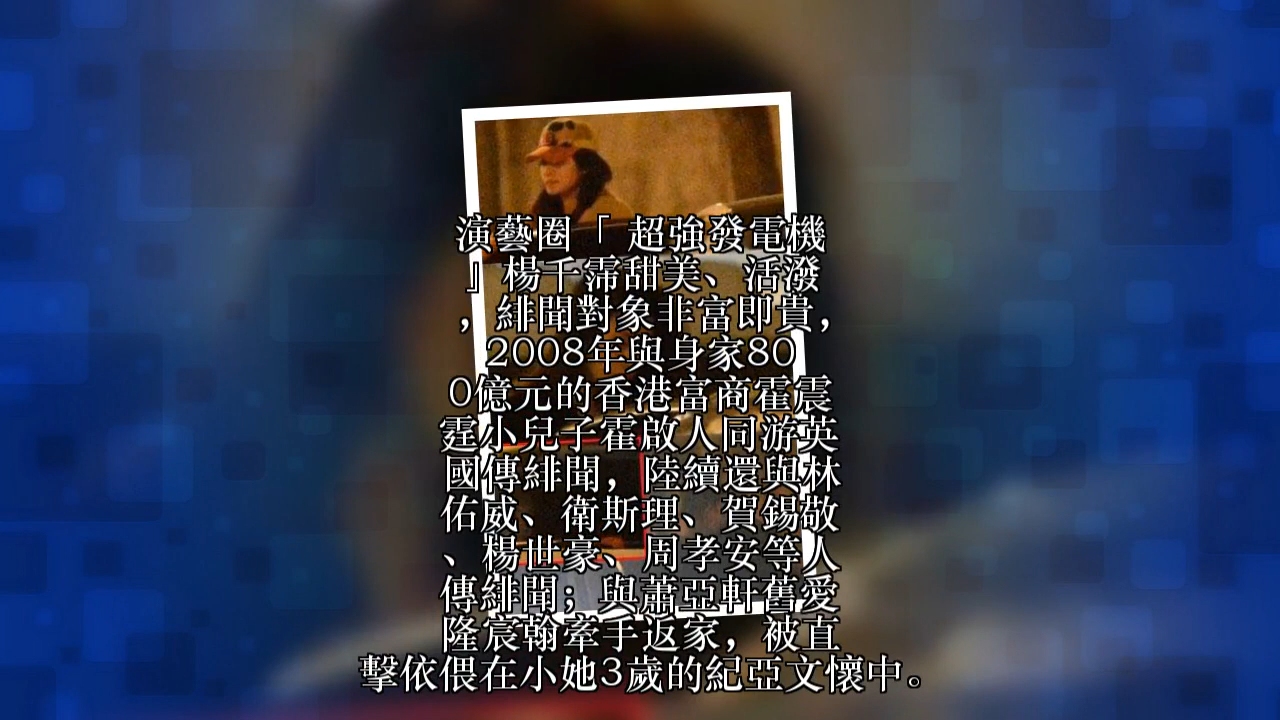 演藝圈「 超強發電機
』楊千霈甜美、活潑
，緋聞對象非富即貴，
2008年與身家80
0億元的香港富商霍震
霆小兒子霍啟人同游英
國傳緋聞，陸續還與林
佑威、衛斯理、賀錫敬
、楊世豪、周孝安等人
傳緋聞；與蕭亞軒舊愛
隆宸翰牽手返家，被直
擊依偎在小她3歲的紀亞文懷中。